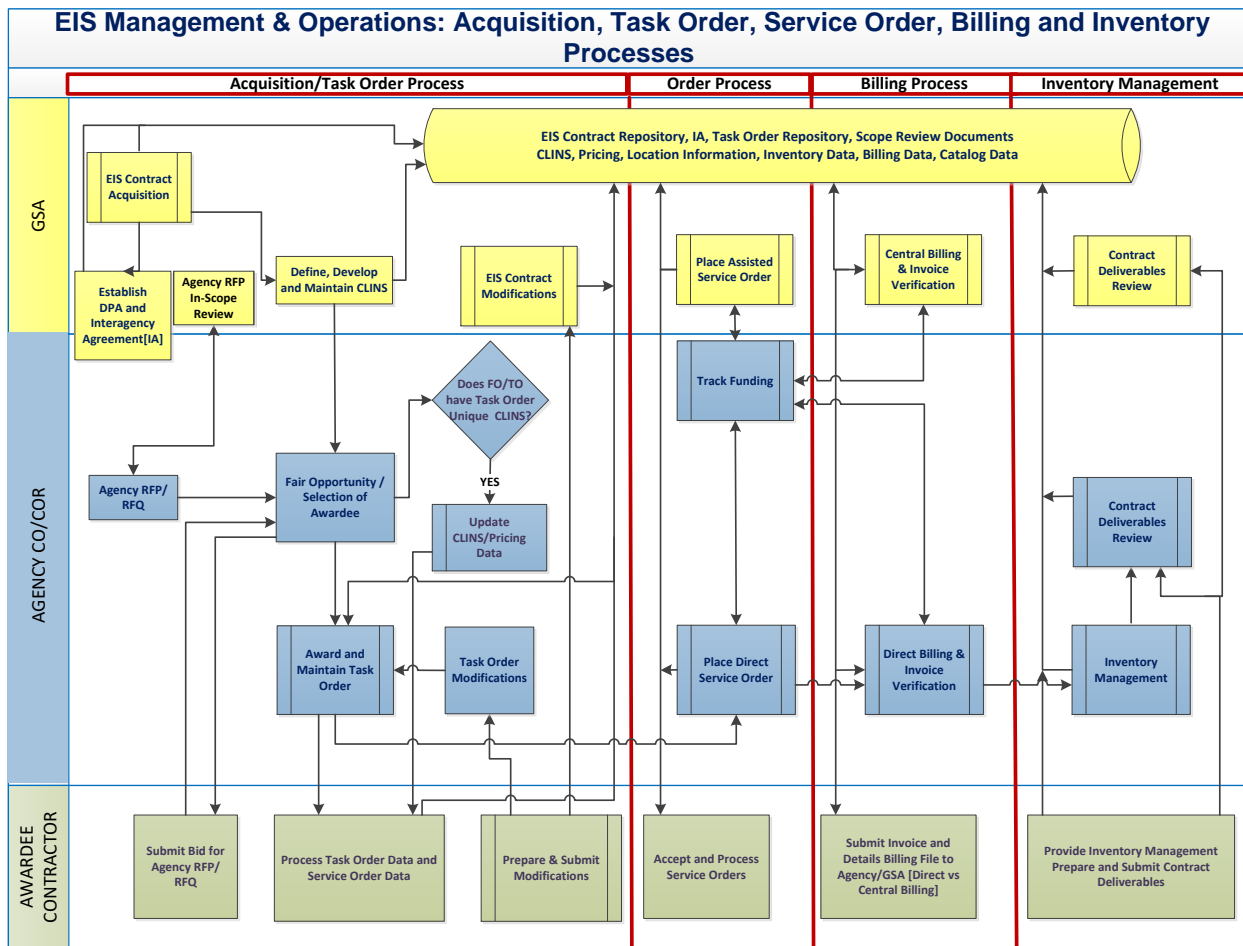 EIS Management & Operations: Acquisition, Task Order, Service Order, Billing and Inventory
Processes
Acquisition/Task Order Process
Order Process
Billing Process
Inventory Management
GSA
EIS Contract Repository, IA, Task Order Repository, Scope Review Documents
CLINS, Pricing, Location Information, Inventory Data, Billing Data, Catalog Data
EIS Contract
Acquisition
Establish
DPA and
Interagency
Agreement[IA]
Agency RFP
In-Scope
Review
Define, Develop
and Maintain CLINS
EIS Contract
Modifications
Place Assisted
Service Order
Central Billing
& Invoice
Verification
Contract
Deliverables
Review
AGENCY CO/COR
Does FO/TO
have Task Order
Unique CLINS?
YES
Track Funding
Agency RFP/
RFQ
Fair Opportunity /
Selection of
Awardee
Update
CLINS/Pricing
Data
Contract
Deliverables
Review
Award and
Maintain Task
Order
Task Order
Modifications
Place Direct
Service Order
Direct Billing &
Invoice
Verification
Inventory
Management
AWARDEE
CONTRACTOR
Submit Bid for
Agency RFP/
RFQ
Process Task Order Data and
Service Order Data
Prepare & Submit
Modifications
Accept and Process
Service Orders
Submit Invoice and
Details Billing File to
Agency/GSA [Direct vs
Central Billing]
Provide Inventory Management
Prepare and Submit Contract
Deliverables